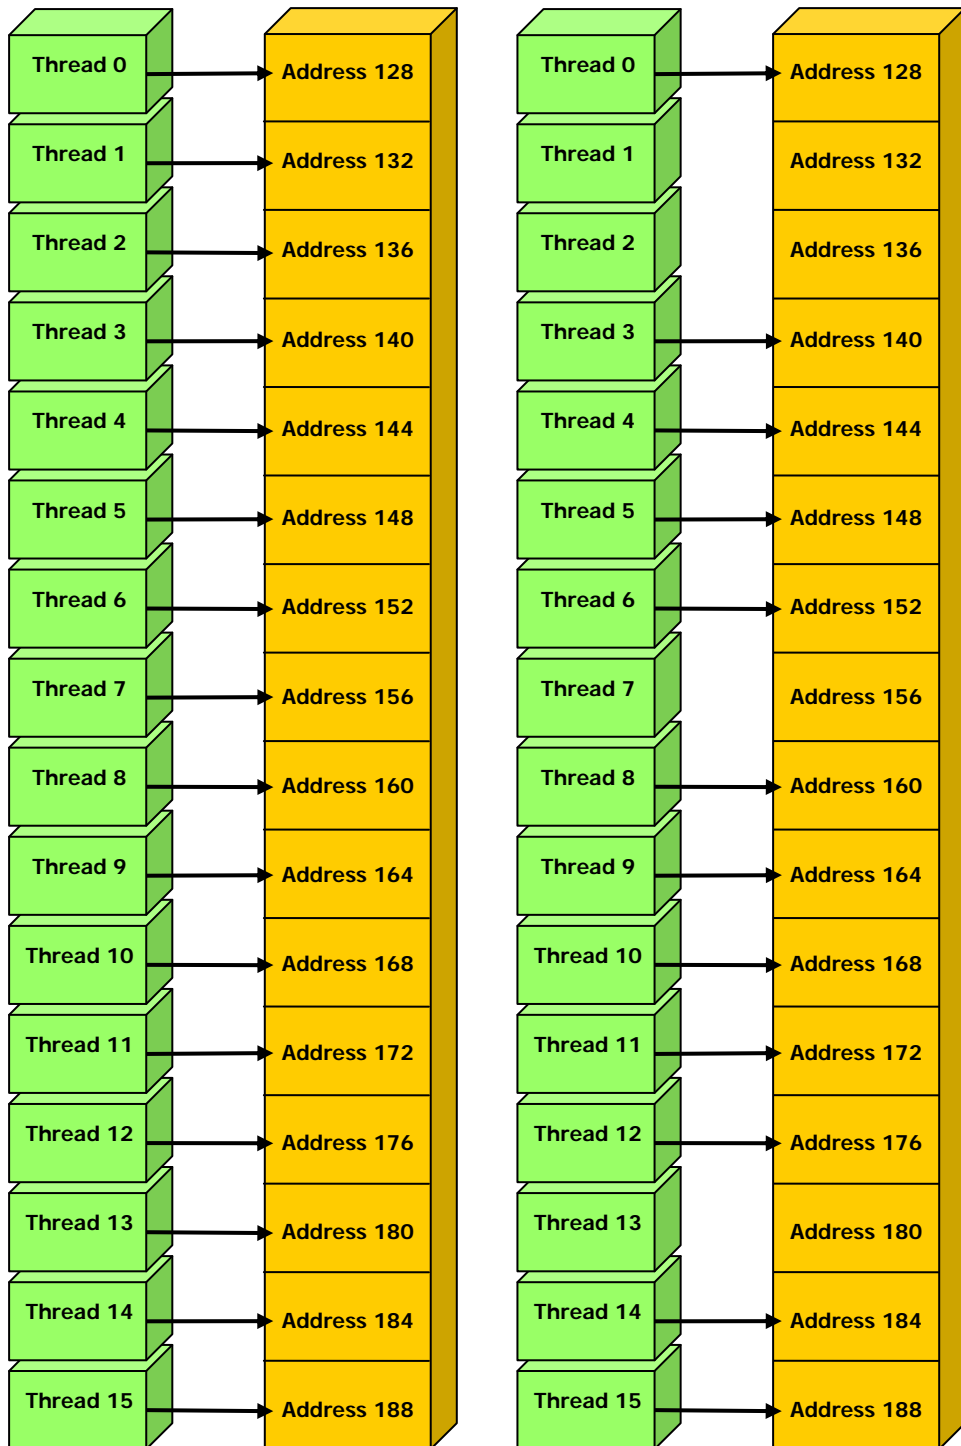 Thread 0 Address 128 Thread 0 Address 128
Thread 1 Address 132 Thread 1 Address 132
Thread 2 Address 136 Thread 2 Address 136
Thread 3 Address 140 Thread 3 Address 140
Thread 4 Address 144 Thread 4 Address 144
Thread 5 Address 148 Thread 5 Address 148
Thread 6 Address 152 Thread 6 Address 152
Thread 7 Address 156 Thread 7 Address 156
Thread 8 Address 160 Thread 8 Address 160
Thread 9 Address 164 Thread 9 Address 164
Thread 10 Address 168 Thread 10 Address 168
Thread 11 Address 172 Thread 11 Address 172
Thread 12 Address 176 Thread 12 Address 176
Thread 13 Address 180 Thread 13 Address 180
Thread 14 Address 184 Thread 14 Address 184
Thread 15 Address 188 Thread 15 Address 188